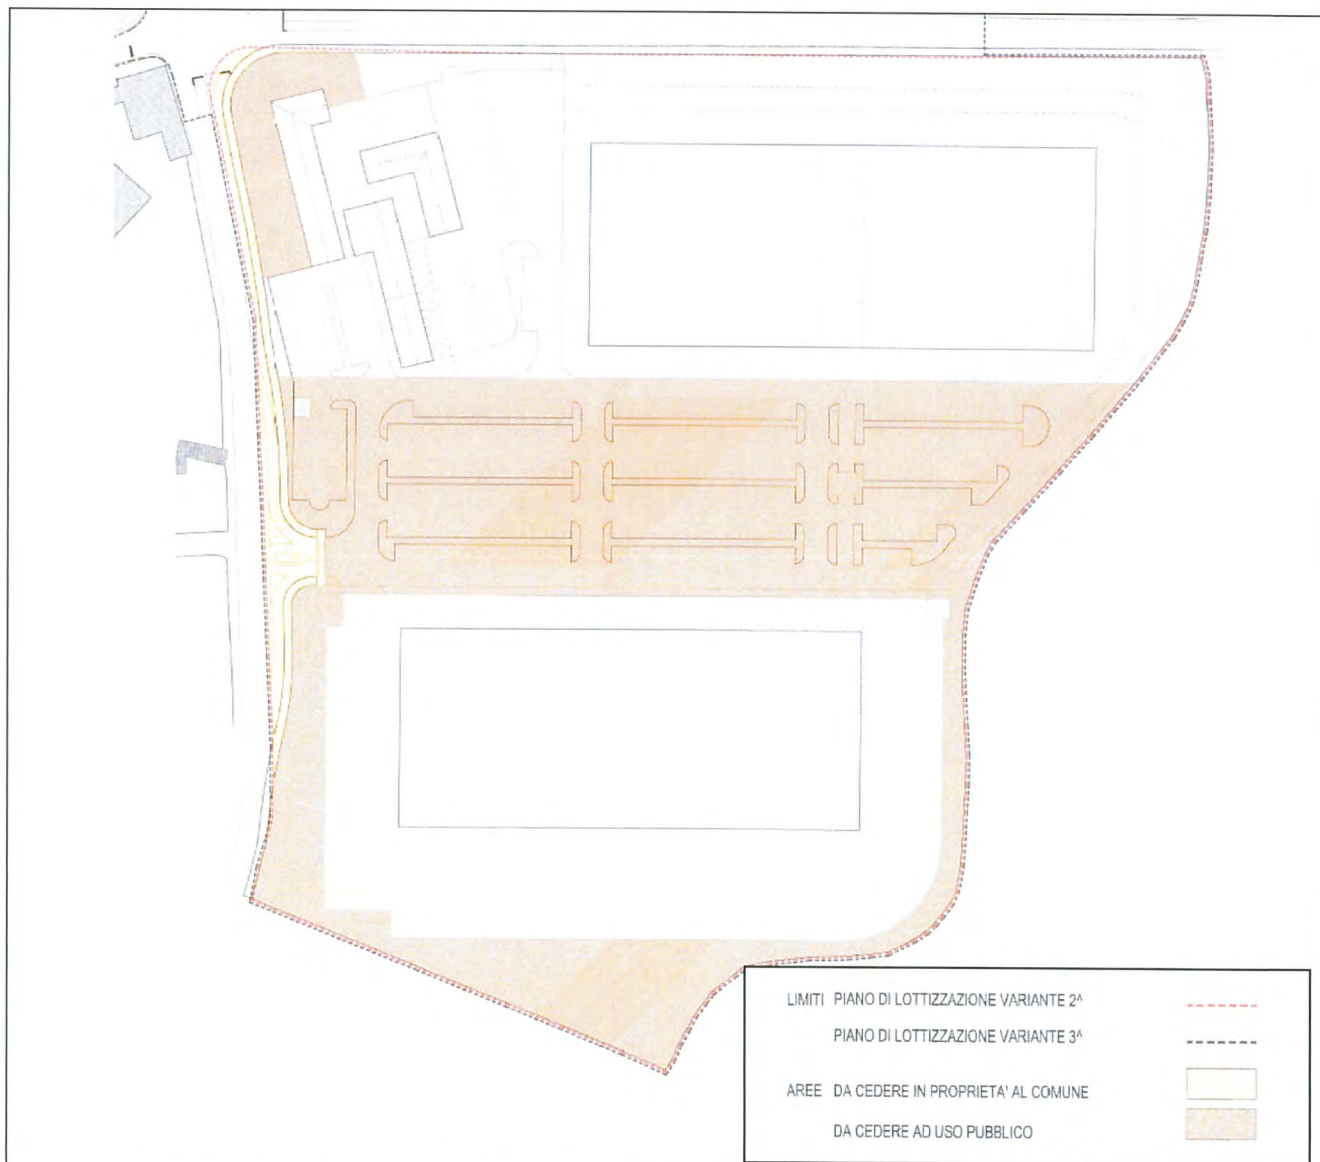 LIMITI PIANO DI LOTTIZZAZIONE VARIANTE 2^
PIANO DI LOTTIZZAZIONE VARIANTE 3^
AREE DA CEDERE IN PROPRIETA' AL COMUNE
DA CEDERE AD USO PUBBLICO